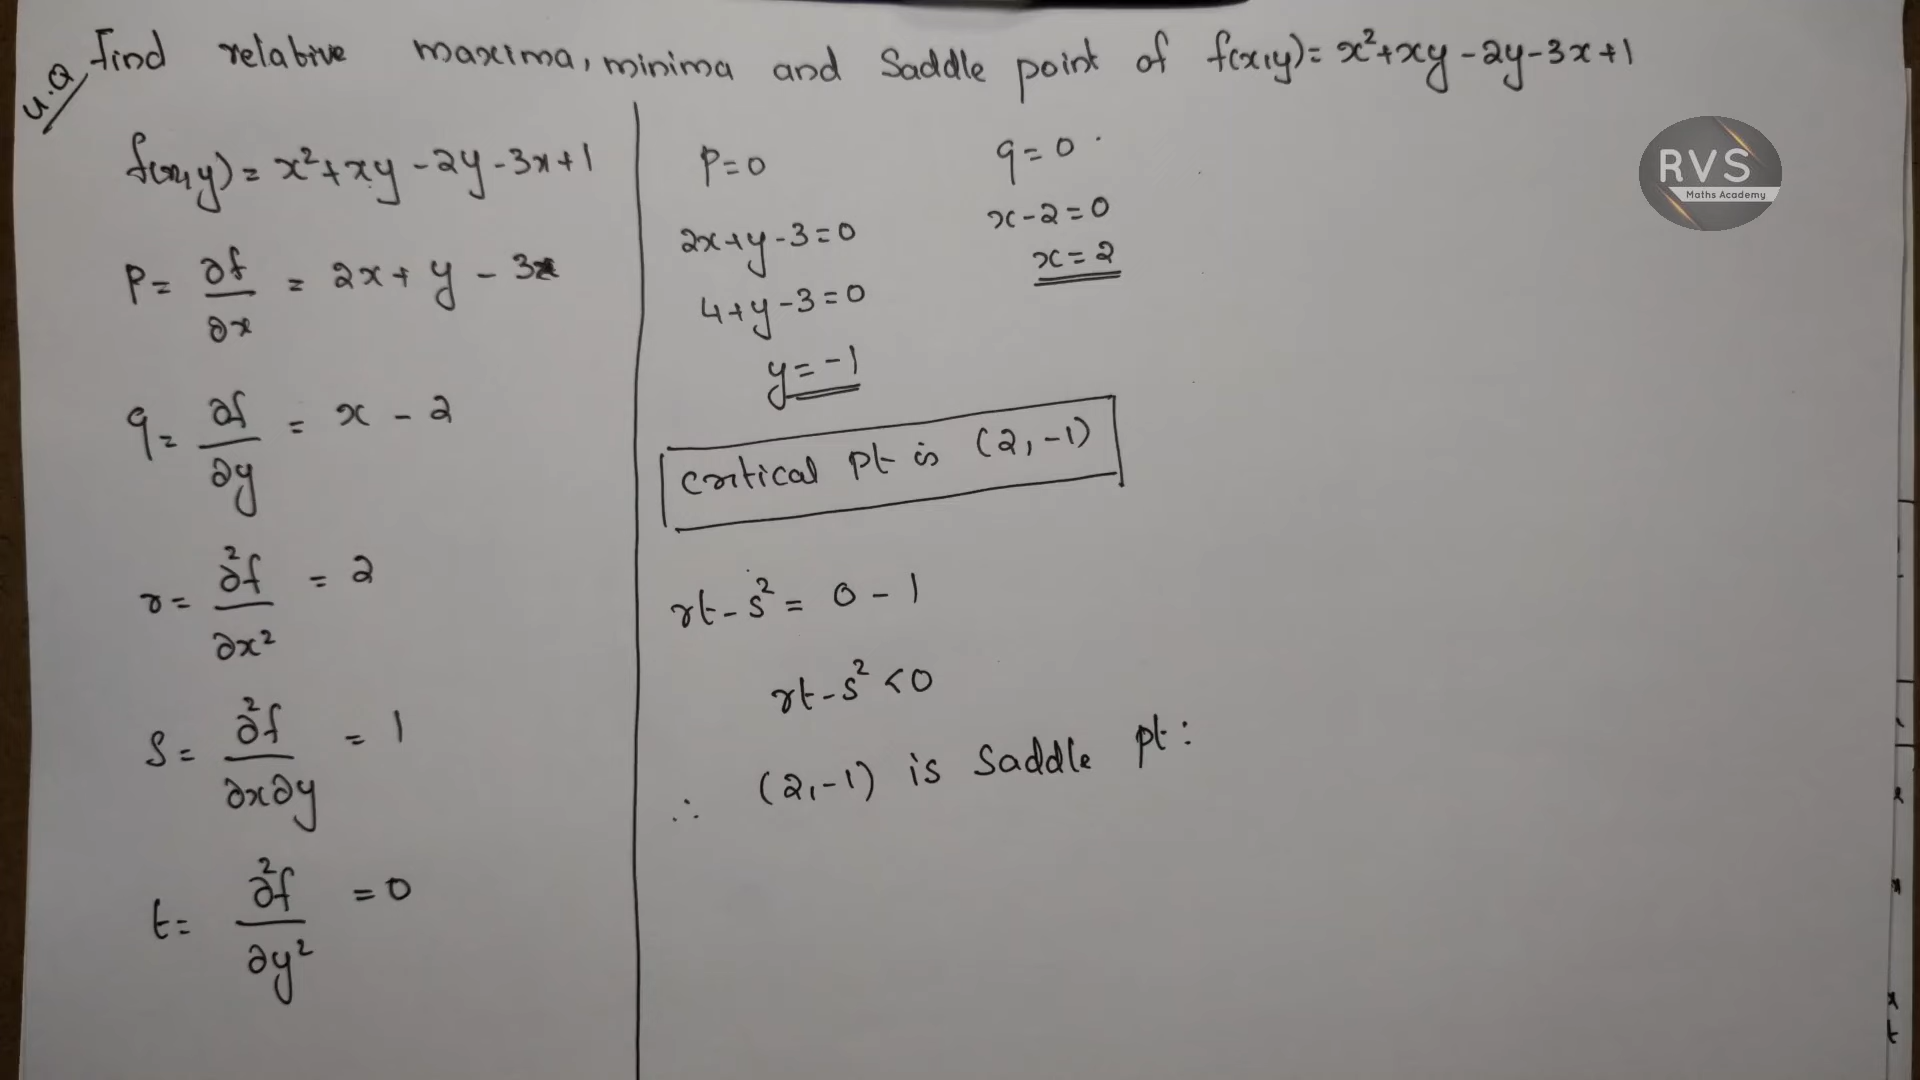 U.Q Find relative maxima, minima and Saddle point of f(x,y)= x²+xy-2y-3x+1
f(x,y) = x²+xy-2y-3x+1
P= ∂f/∂x = 2x+y-3
q= ∂f/∂y = x-2
r= ∂²f/∂x² = 2
S= ∂²f/∂x∂y = 1
t= ∂²f/∂y² =0
P=0
2x+y-3=0
4+y-3=0
y=-1
q=0
x-2=0
x=2
critical pt is (2,-1)
rt-s²= 0-1
rt-s²<0
∴ (2,-1) is Saddle pt:
RVS
Maths Academy